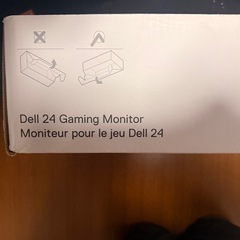 Dell 24 Gaming Monitor
Moniteur pour le jeu Dell 24